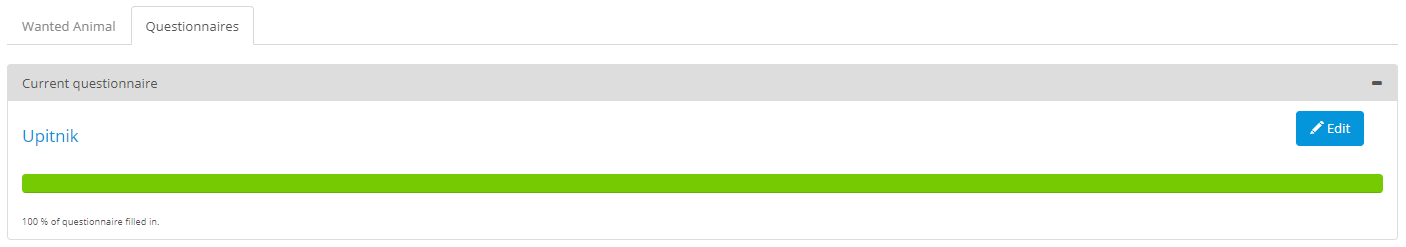 Wanted Animal
Questionnaires
Current questionnaire
Upitnik
Edit
100 % of questionnaire filled in.